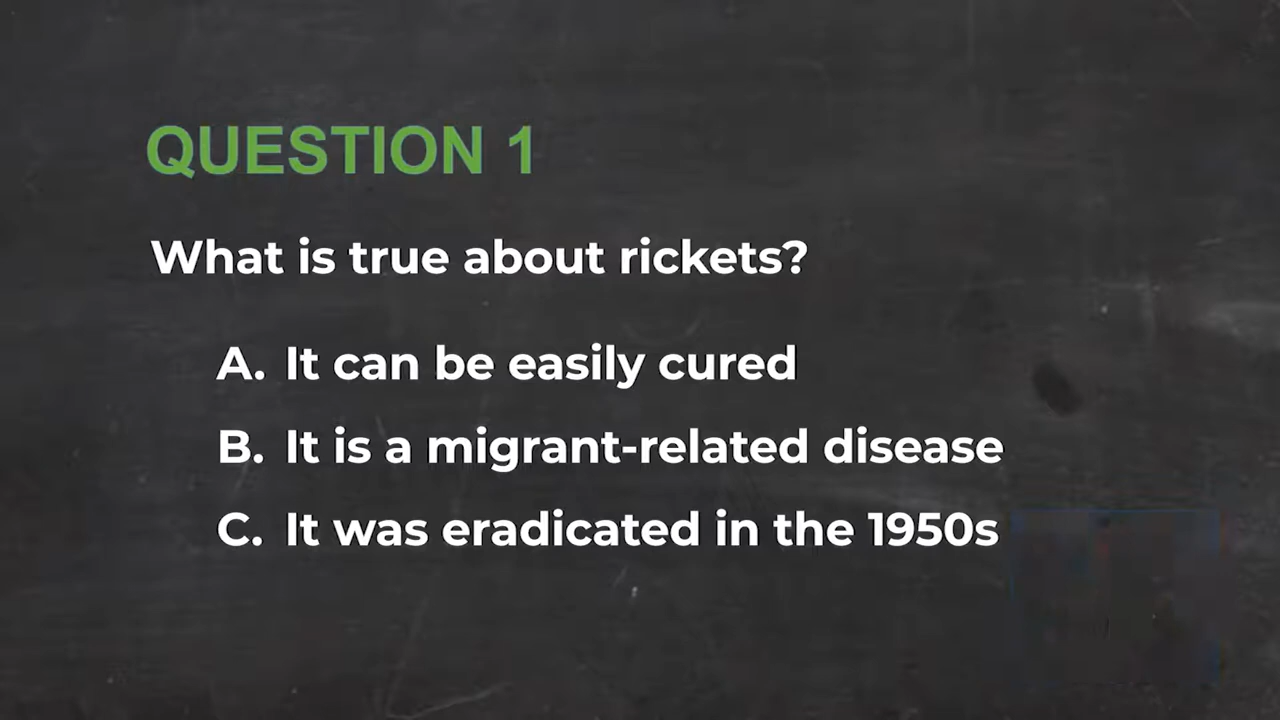 QUESTION 1
What is true about rickets?
A. It can be easily cured
B. It is a migrant-related disease
C. It was eradicated in the 1950s